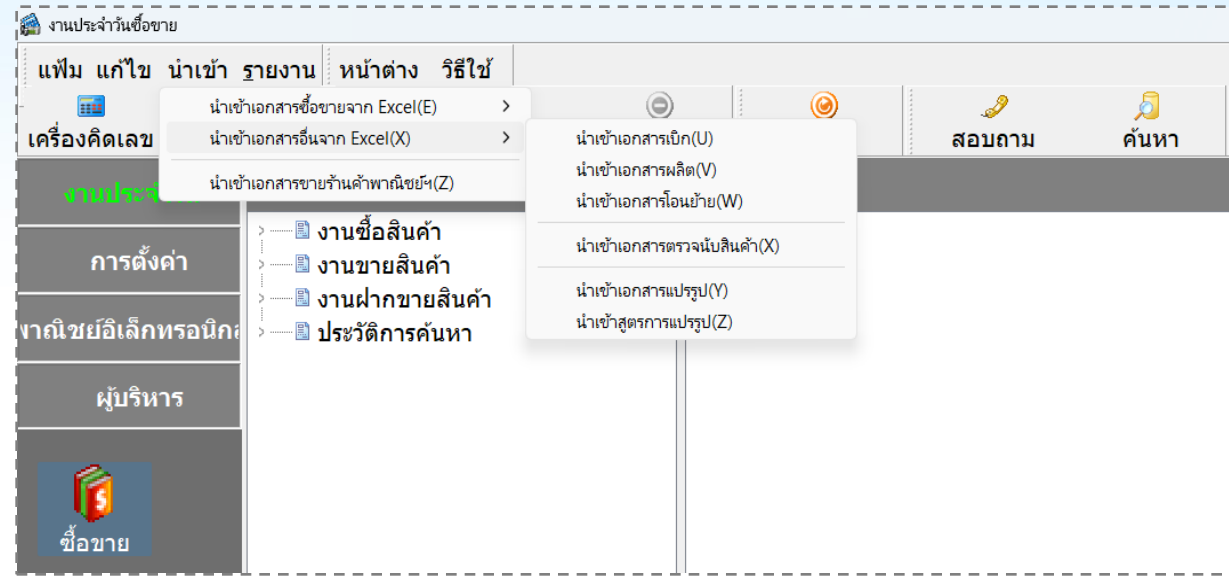 งานประจำวันซื้อขาย
แฟ้ม แก้ไข นำเข้า รายงาน หน้าต่าง วิธีใช้
นำเข้าเอกสารซื้อขายจาก Excel(E)
เครื่องคิดเลข
นำเข้าเอกสารอื่นจาก Excel(X)
นำเข้าเอกสารเบิก(U)
สอบถาม ค้นหา
นำเข้าเอกสารผลิต(V)
นำเข้าเอกสารขายร้านค้าพาณิชย์ฯ(Z)
นำเข้าเอกสารโอนย้าย(W)
งานซื้อสินค้า
นำเข้าเอกสารตรวจนับสินค้า(X)
การตั้งค่า
งานขายสินค้า
นำเข้าเอกสารแปรรูป(Y)
งานฝากขายสินค้า
นำเข้าสูตรการแปรรูป(Z)
ประวัติการค้นหา
ผู้บริหาร
ซื้อขาย